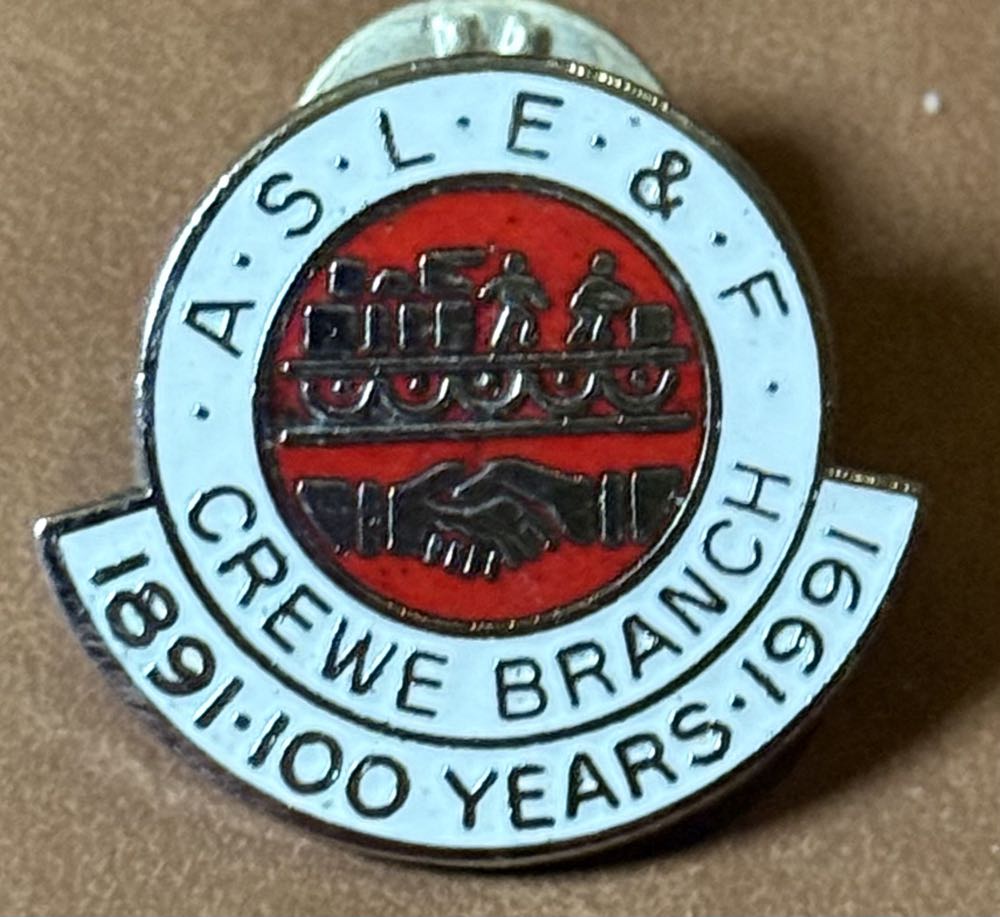 · A · S · L · E · & · F ·
CREWE BRANCH
1891 · 100 YEARS · 1991